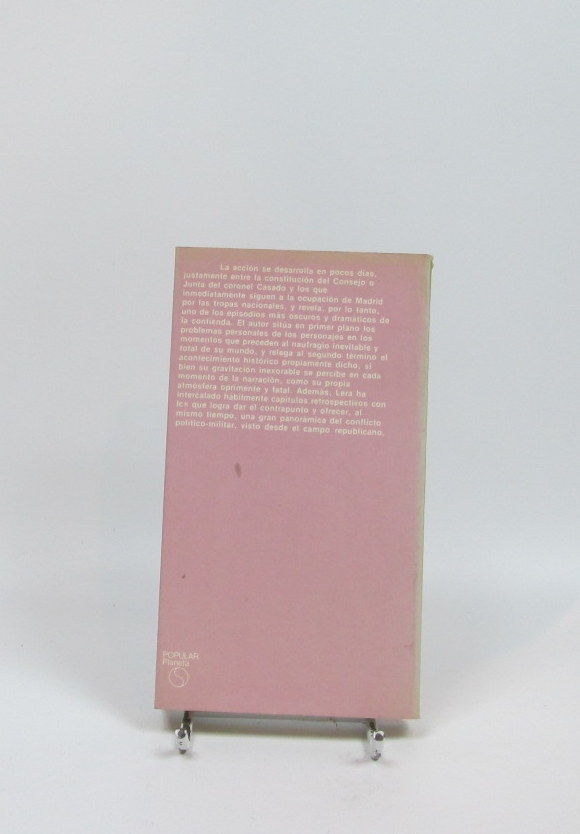 La acción se desarrolla en pocos días,
justamente entre la constitución del Consejo o
Junta del coronel Casado y los que
inmediatamente siguen a la ocupación de Madrid
por las tropas nacionales, y revela, por lo tanto,
uno de los episodios más oscuros y dramáticos de
la contienda. El autor sitúa en primer plano los
problemas personales de los personajes en los
momentos que preceden al naufragio inevitable y
total de su mundo, y relega al segundo término el
acontecimiento histórico propiamente dicho, si
bien su gravitación inexorable se percibe en cada
momento de la narración, como su propia
atmósfera oprimente y fatal. Además, Lera ha
intercalado hábilmente capítulos retrospectivos con
los que logra dar el contrapunto y ofrecer, al
mismo tiempo, una gran panorámica del conflicto
político-militar, visto desde el campo republicano.
POPULAR
Planeta